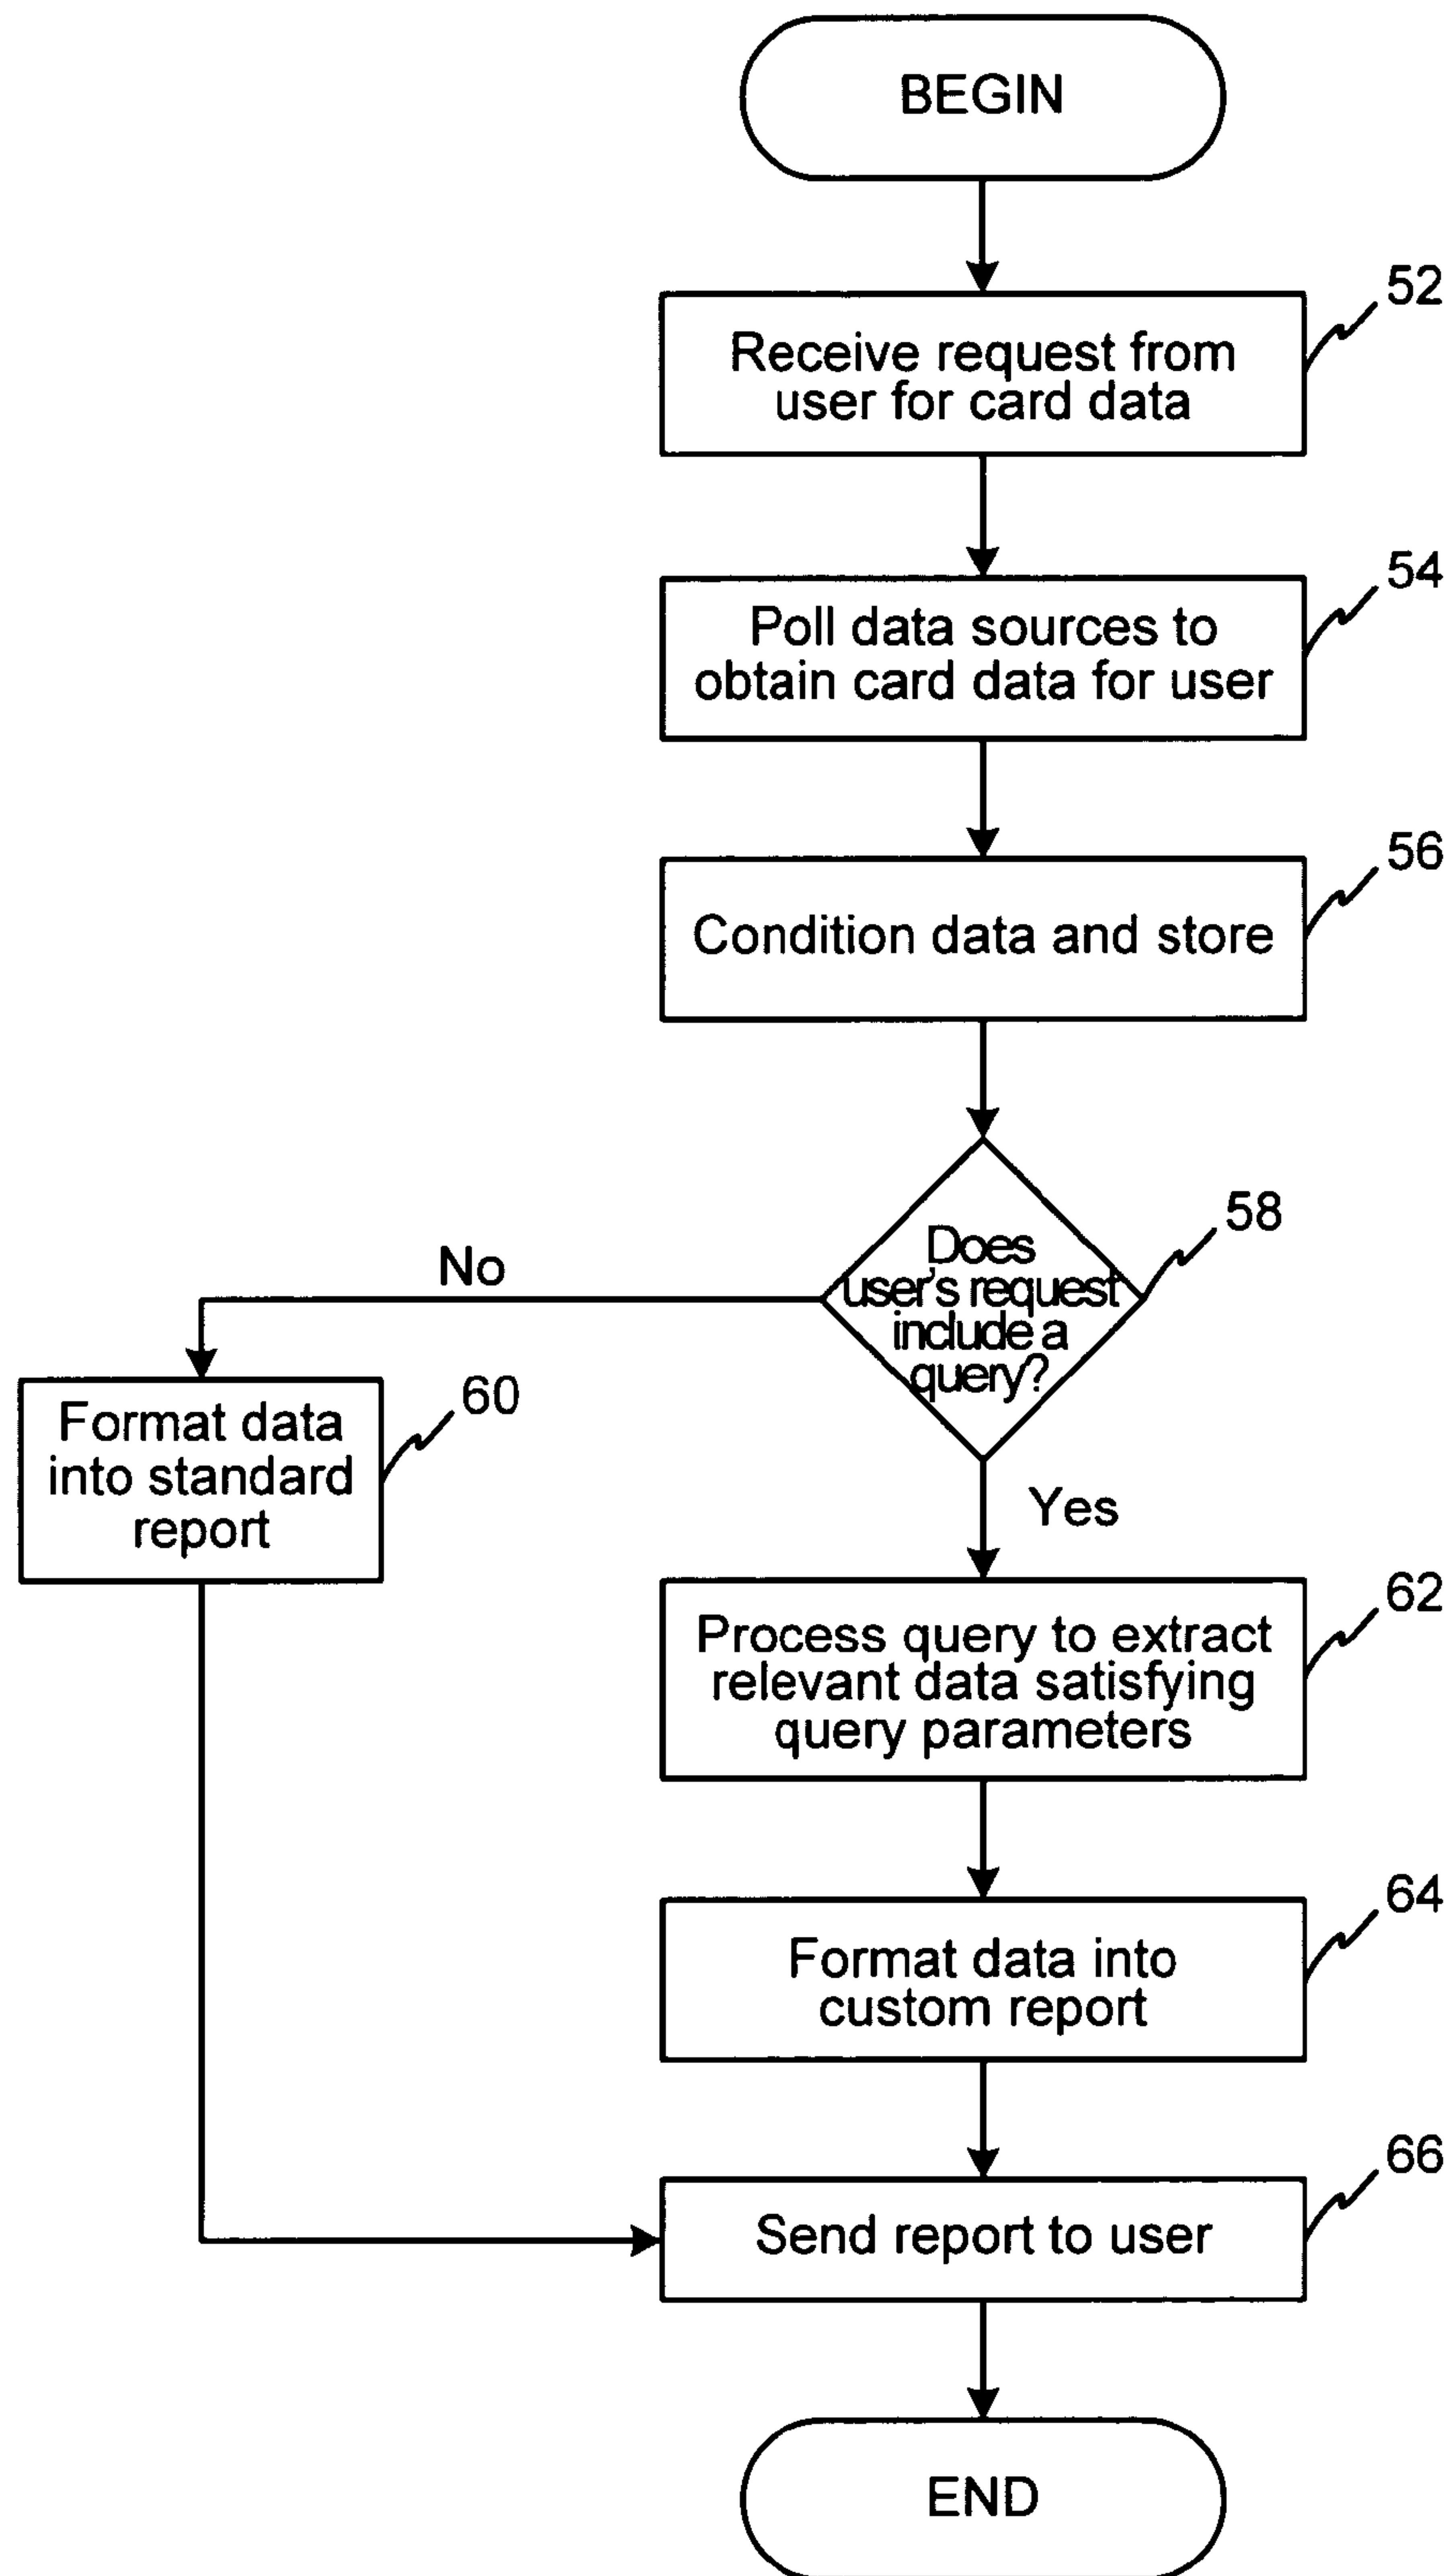 BEGIN
52
Receive request from
user for card data
54
Poll data sources to
obtain card data for user
56
Condition data and store
58
Does
user's request
include a
query?
No
Yes
60
Format data
into standard
report
62
Process query to extract
relevant data satisfying
query parameters
64
Format data into
custom report
66
Send report to user
END